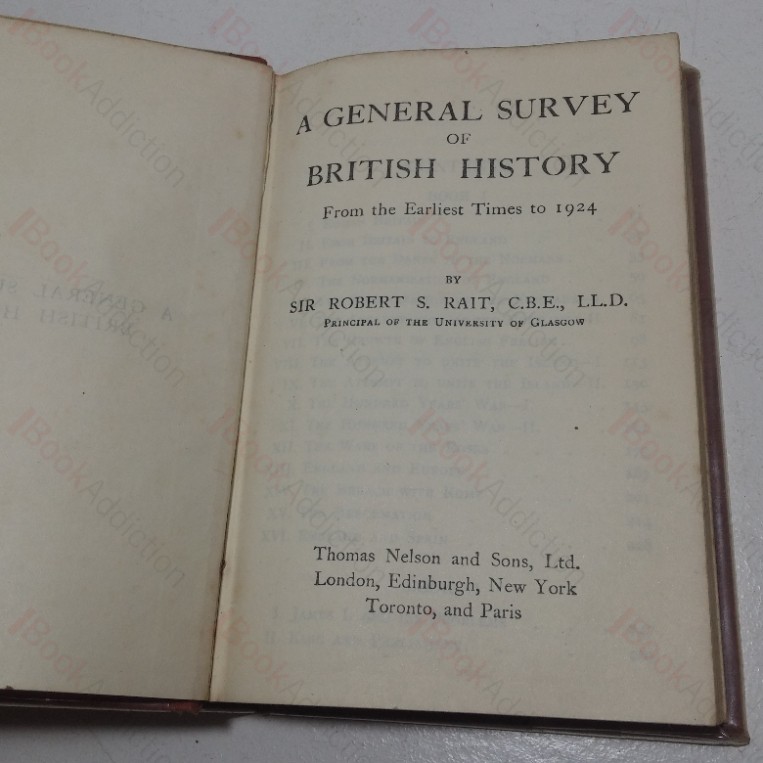 A GENERAL SURVEY
OF
BRITISH HISTORY
From the Earliest Times to 1924
BY
SIR ROBERT S. RAIT, C.B.E., LL.D.
PRINCIPAL OF THE UNIVERSITY OF GLASGOW
Thomas Nelson and Sons, Ltd.
London, Edinburgh, New York
Toronto, and Paris
iBookAddiction